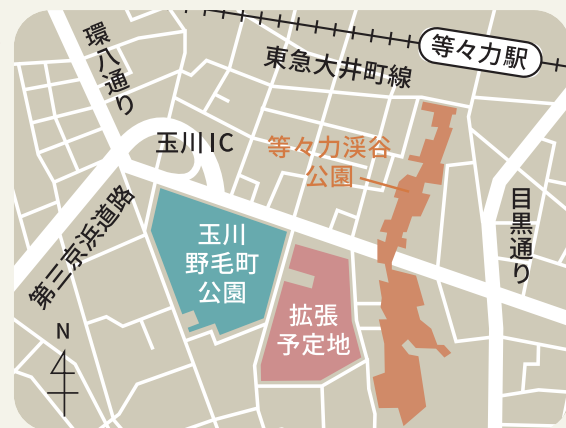 環八通り
等々力駅
東急大井町線
玉川IC
等々力渓谷
公園
目黒通り
第三京浜道路
玉川
野毛町
公園
拡張
予定地
N